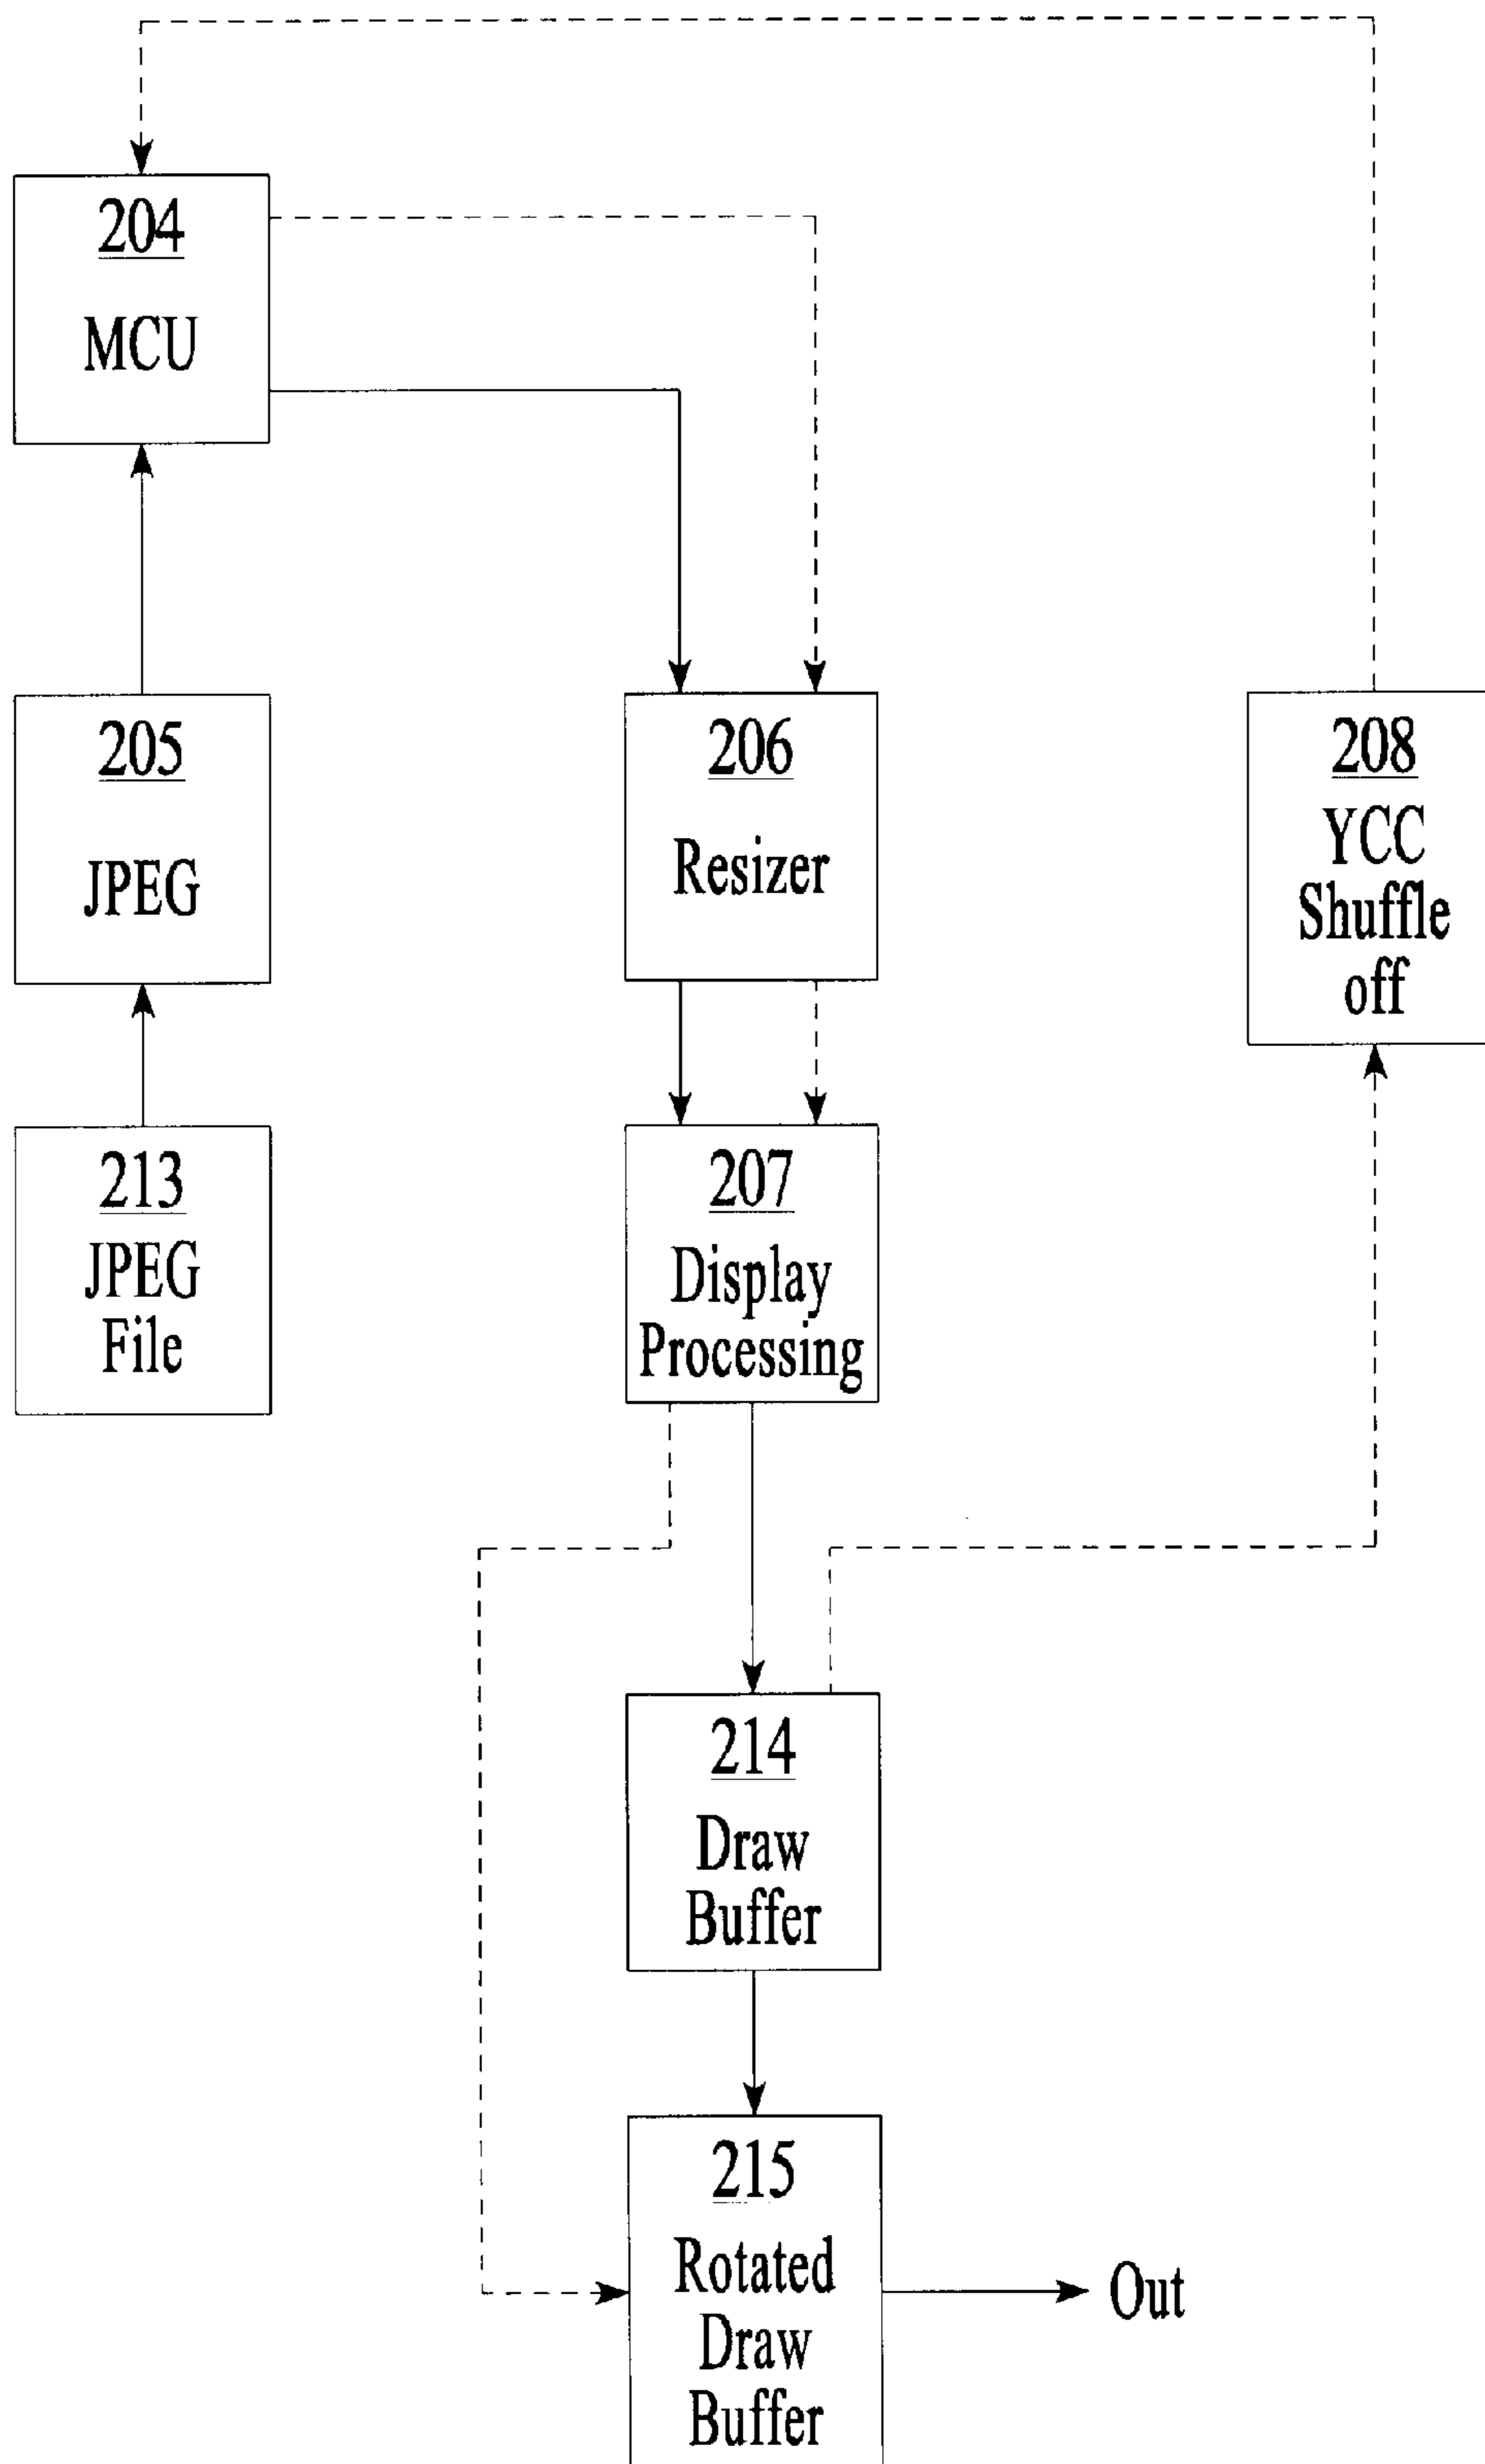 204
MCU
205
JPEG
206
Resizer
208
YCC
Shuffle
off
213
JPEG
File
207
Display
Processing
214
Draw
Buffer
215
Rotated
Draw
Buffer
Out